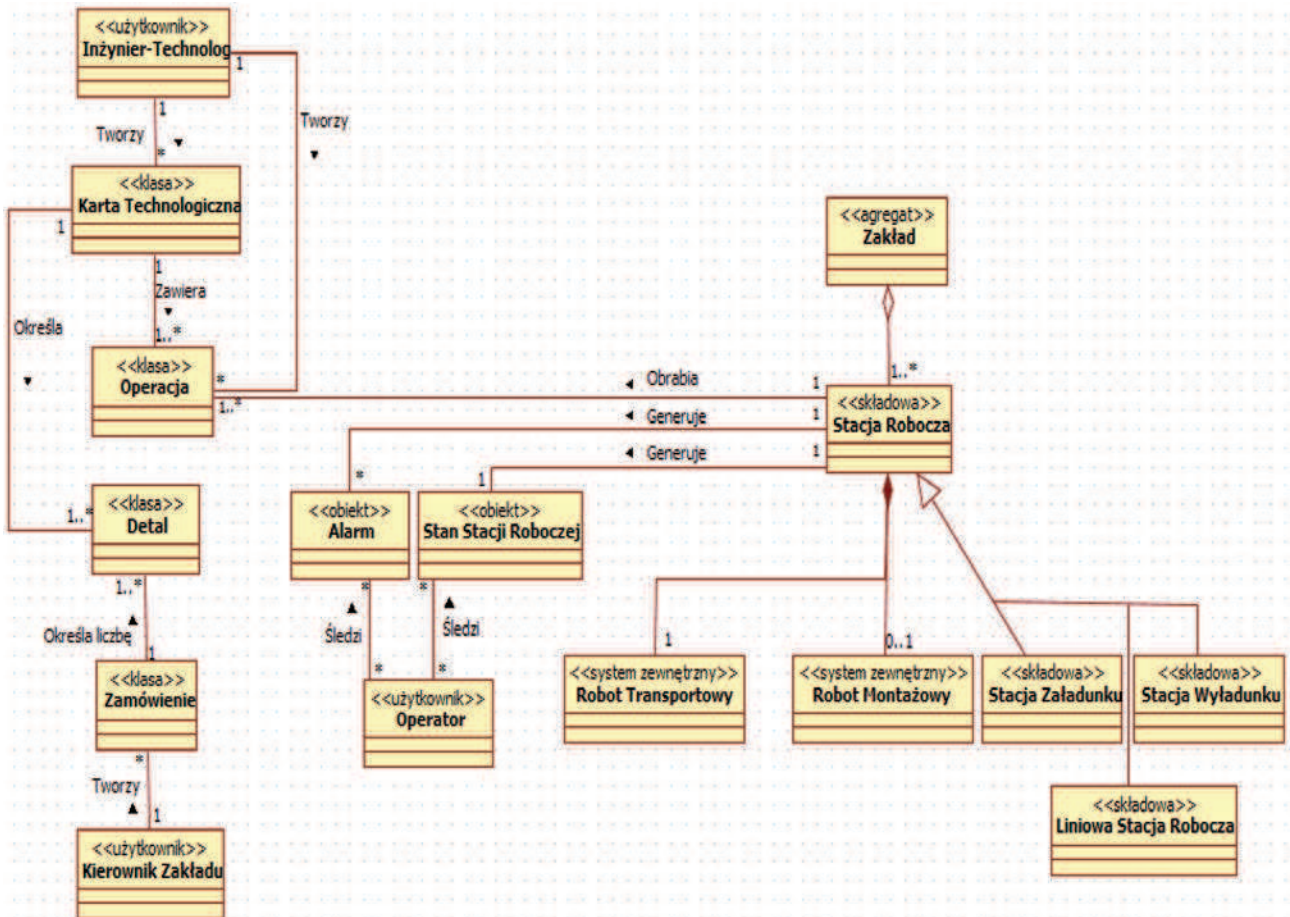 <<użytkownik>>
Inżynier-Technolog
1
1
Tworzy
Tworzy
*
<<klasa>>
Karta Technologiczna
1
1
Zawiera
Określa
1..*
<<klasa>>
Operacja
*
1..*
<<agregat>>
Zakład
1..*
Obrabia
1
<<składowa>>
Stacja Robocza
Generuje
1
Generuje
1
*
1
1..*
<<klasa>>
Detal
<<obiekt>>
Alarm
<<obiekt>>
Stan Stacji Roboczej
1..*
*
*
Określa liczbę
Śledzi
Śledzi
1
*
*
1
0..1
<<klasa>>
Zamówienie
<<użytkownik>>
Operator
<<system zewnętrzny>>
Robot Transportowy
<<system zewnętrzny>>
Robot Montażowy
<<składowa>>
Stacja Załadunku
<<składowa>>
Stacja Wyładunku
*
Tworzy
1
<<składowa>>
Liniowa Stacja Robocza
<<użytkownik>>
Kierownik Zakładu